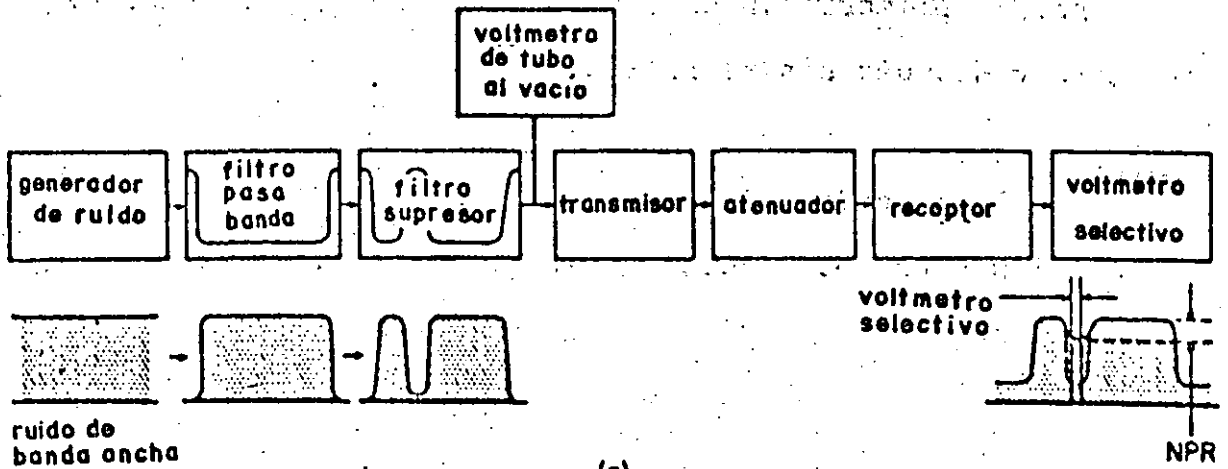 voltmetro
de tubo
al vacío
generador
de ruído
filtro
pasa
banda
filtro
supresor
transmisor
atenuador
receptor
voltmetro
selectivo
voltmetro
selectivo
ruido de
banda ancha
NPR